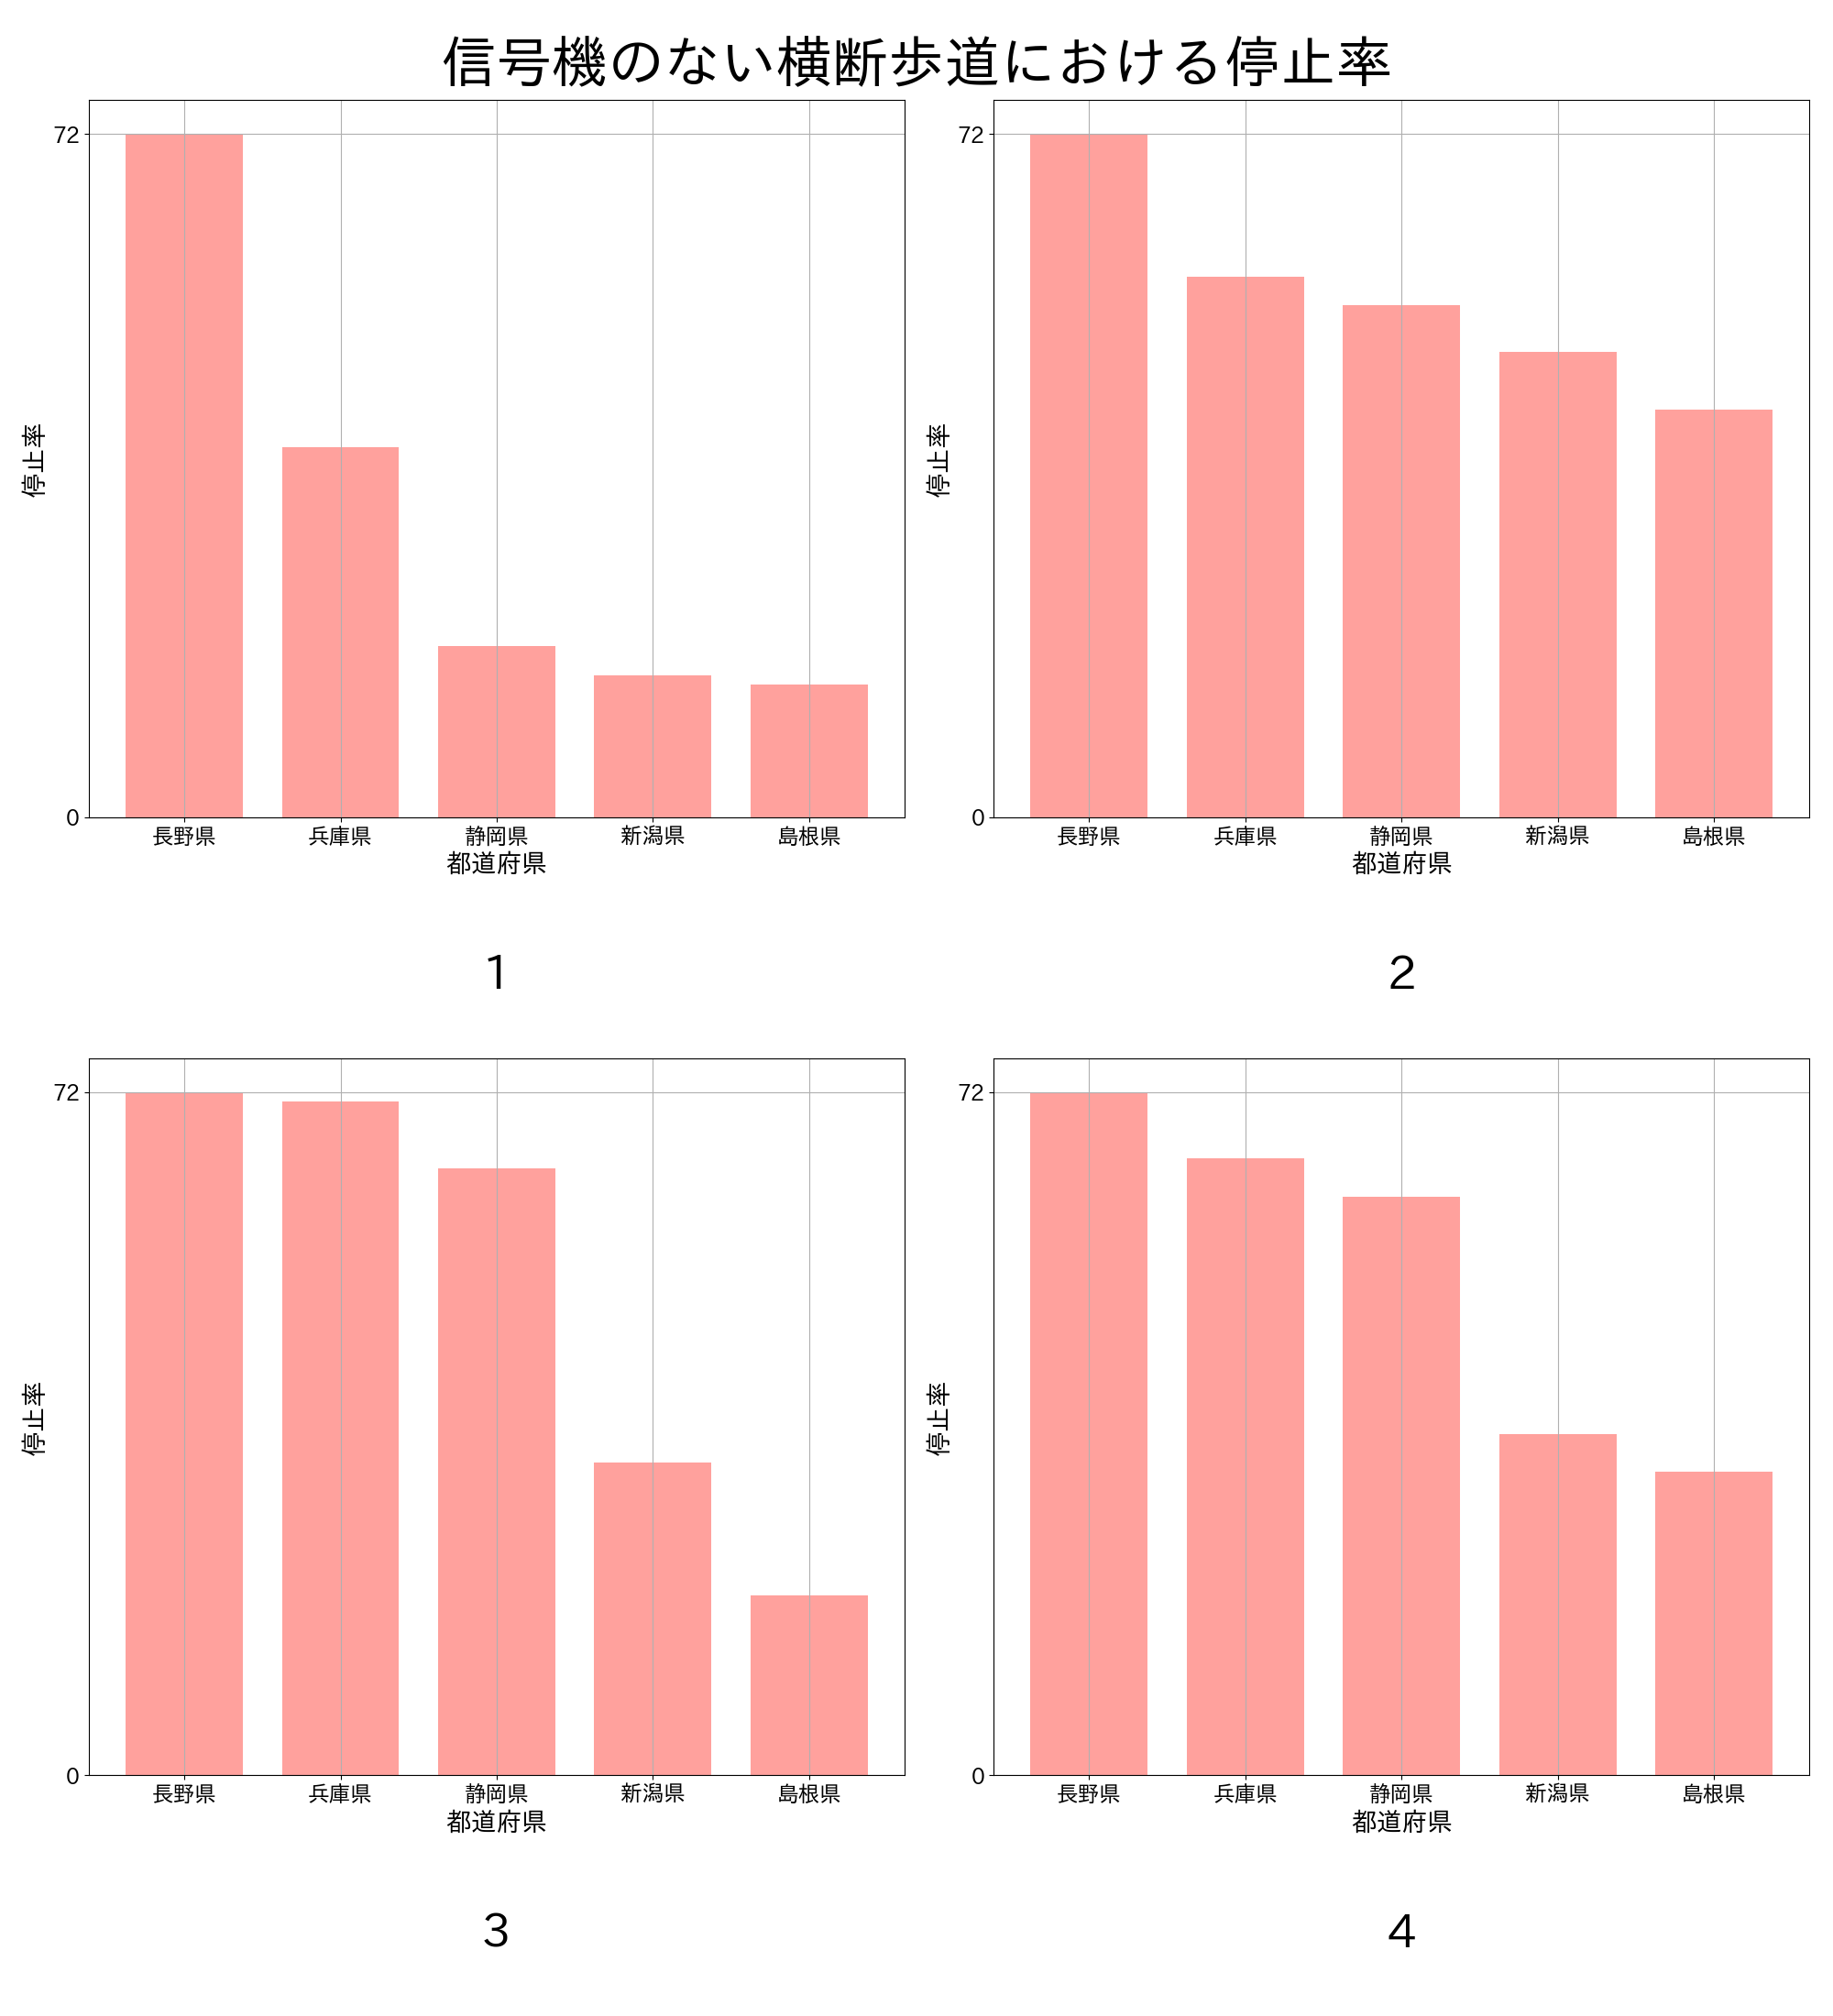 信号機のない横断歩道における停止率
72
0
停止率
長野県 兵庫県 静岡県 新潟県 島根県
都道府県
1
72
0
停止率
長野県 兵庫県 静岡県 新潟県 島根県
都道府県
2
72
0
停止率
長野県 兵庫県 静岡県 新潟県 島根県
都道府県
3
72
0
停止率
長野県 兵庫県 静岡県 新潟県 島根県
都道府県
4